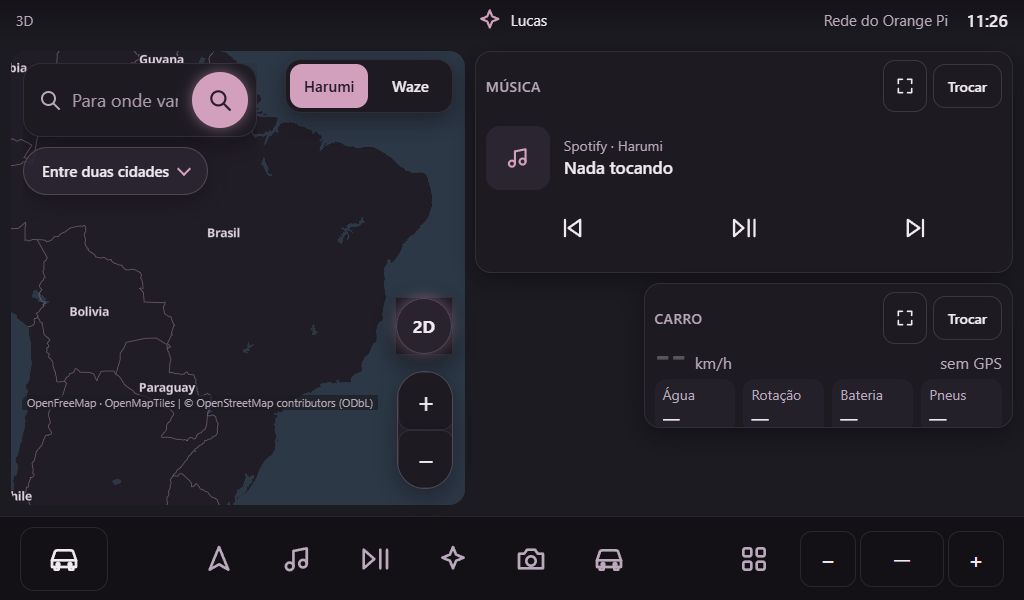 3D
Lucas
Rede do Orange Pi 11:26
Guyana
bia
Para onde var
Harumi
Waze
Entre duas cidades
Brasil
Bolivia
Paraguay
OpenFreeMap · OpenMapTiles | © OpenStreetMap contributors (ODbL)
hile
2D
+
−
MÚSICA
Trocar
Spotify · Harumi
Nada tocando
CARRO
Trocar
-- km/h
sem GPS
Água
Rotação
Bateria
Pneus
— — — —
− — +